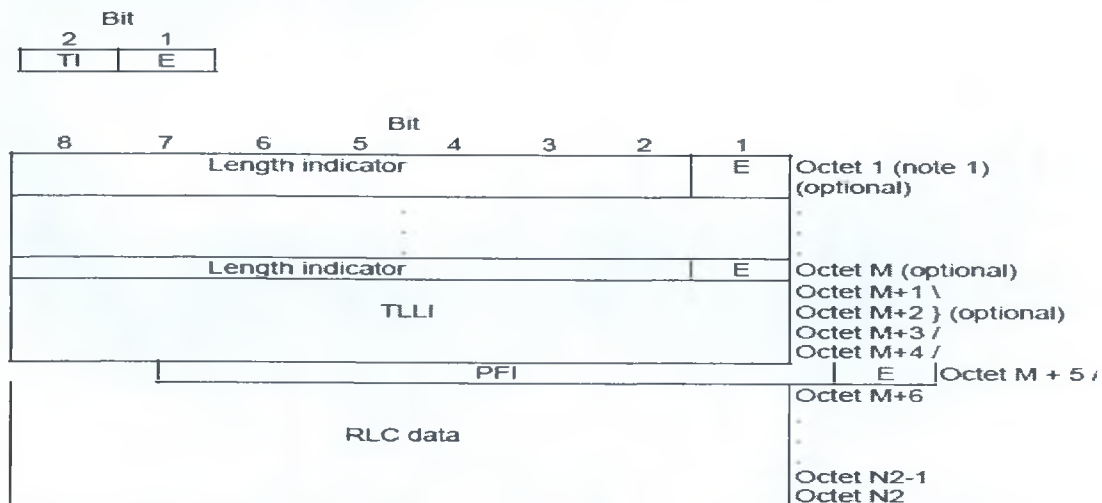 Bit
2 1
TI E
Bit
8 7 6 5 4 3 2 1
Length indicator E Octet 1 (note 1)
(optional)
Length indicator E Octet M (optional)
TLLI Octet M+1 \
Octet M+2 } (optional)
Octet M+3 /
Octet M+4 /
PFI E Octet M + 5 /
Octet M+6
RLC data
Octet N2-1
Octet N2